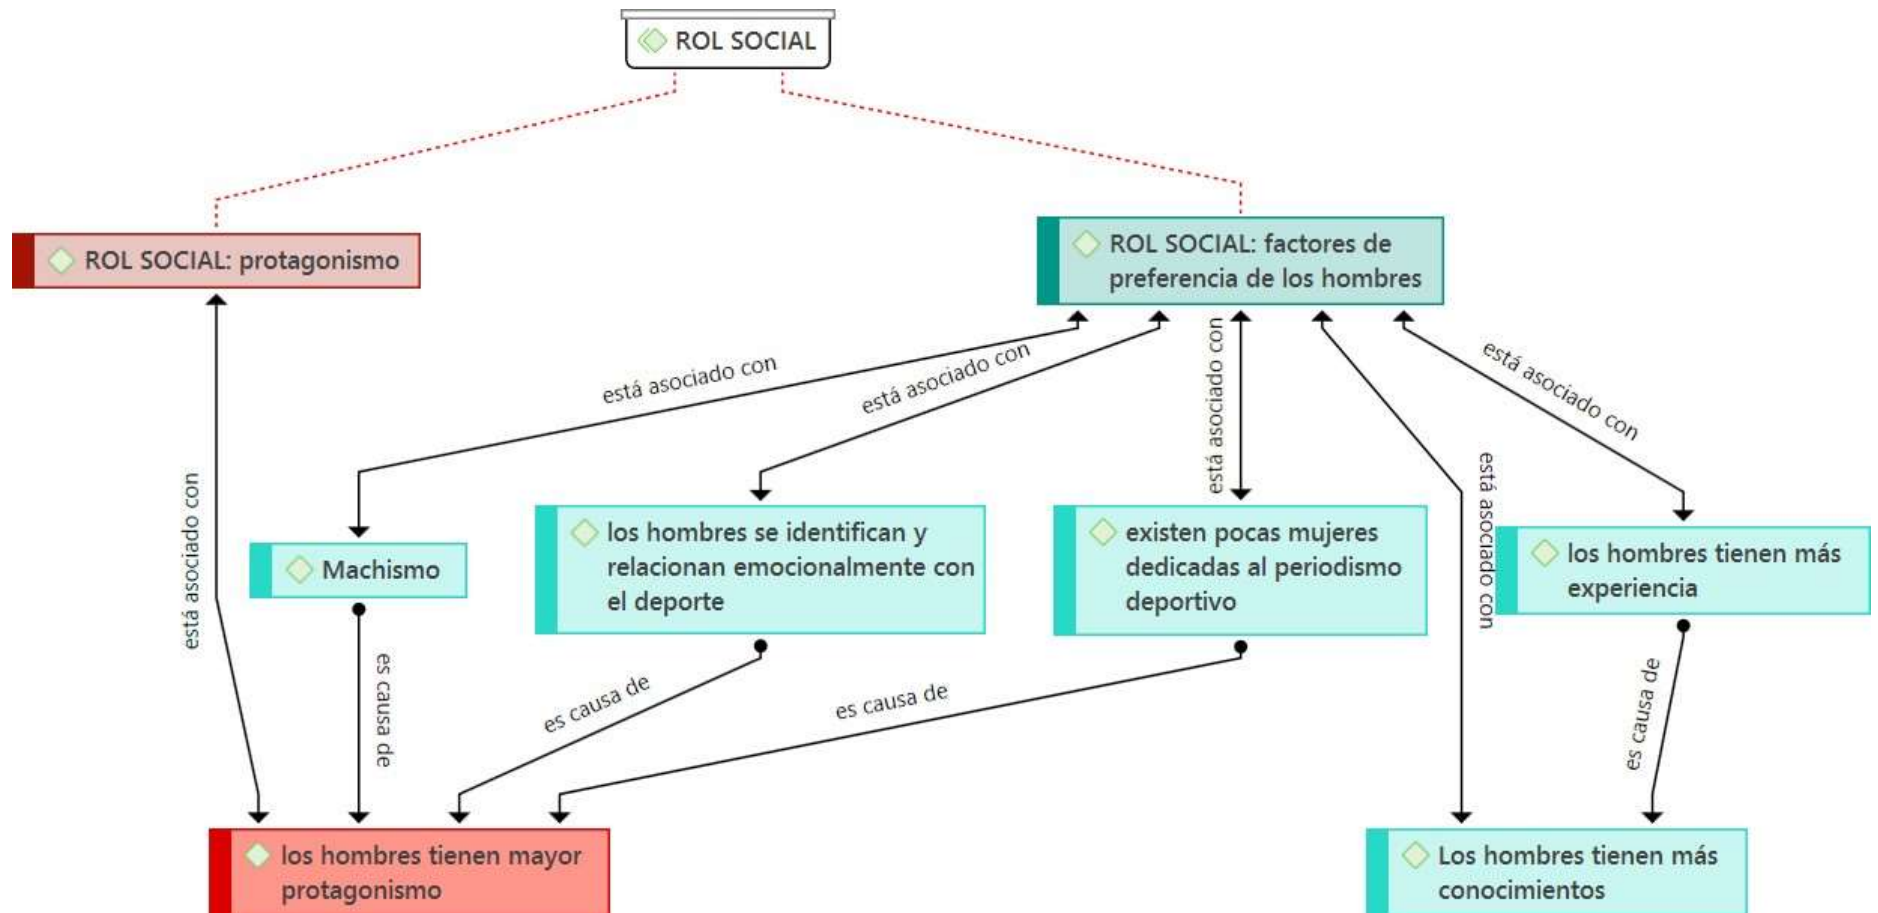 ROL SOCIAL
ROL SOCIAL: protagonismo
ROL SOCIAL: factores de
preferencia de los hombres
está asociado con
está asociado con
está asociado con
está asociado con
está asociado con
está asociado con
Machismo
los hombres se identifican y
relacionan emocionalmente con
el deporte
existen pocas mujeres
dedicadas al periodismo
deportivo
los hombres tienen más
experiencia
es causa de
es causa de
es causa de
es causa de
los hombres tienen mayor
protagonismo
Los hombres tienen más
conocimientos